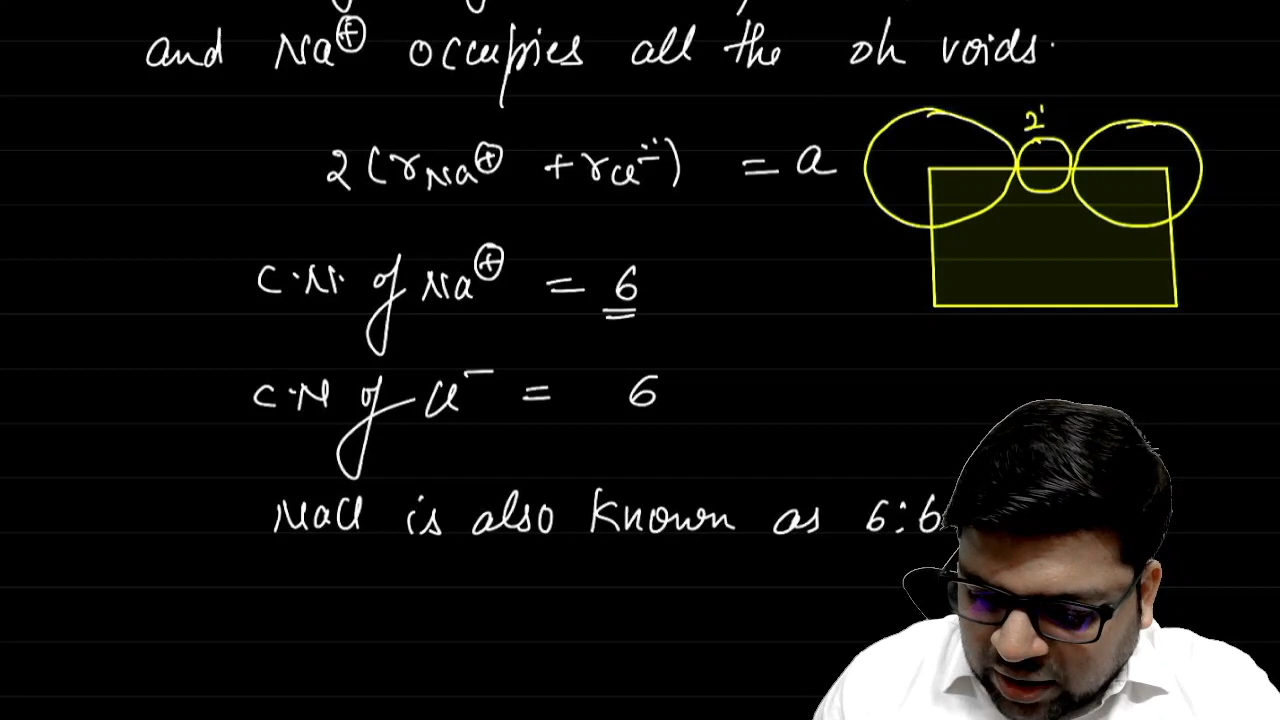 and Na⊕ occupies all the oh voids.
2(rNa⊕ + rCl⁻) = a
2r
C.N. of Na⊕ = 6
C.N of Cl⁻ = 6
NaCl is also known as 6:6